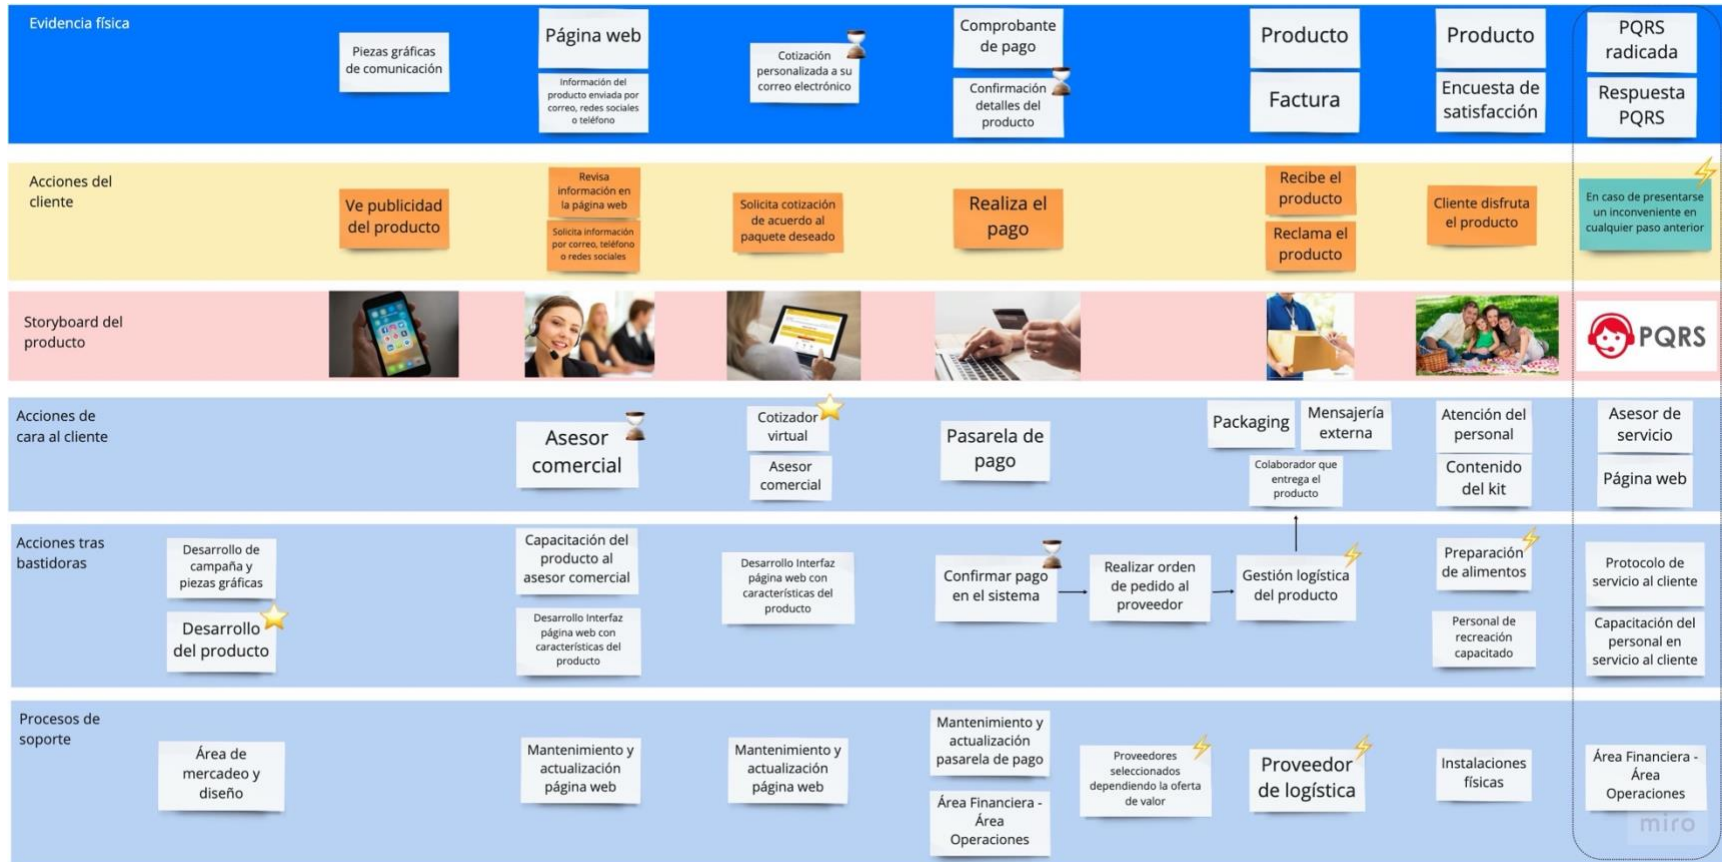 Evidencia física
Piezas gráficas
de comunicación
Página web
Información del
producto enviada por
correo, redes sociales
o teléfono
Cotización
personalizada a su
correo electrónico
Comprobante
de pago
Confirmación
detalles del
producto
Producto
Factura
Producto
Encuesta de
satisfacción
PQRS
radicada
Respuesta
PQRS
Acciones del
cliente
Ve publicidad
del producto
Revisa
información en
la página web
Solicita información
por correo, teléfono
o redes sociales
Solicita cotización
de acuerdo al
paquete deseado
Realiza el
pago
Recibe el
producto
Reclama el
producto
Cliente disfruta
el producto
En caso de presentarse
un inconveniente en
cualquier paso anterior
Storyboard del
producto
PQRS
Acciones de
cara al cliente
Asesor
comercial
Cotizador
virtual
Asesor
comercial
Pasarela de
pago
Packaging
Mensajería
externa
Colaborador que
entrega el
producto
Atención del
personal
Contenido
del kit
Asesor de
servicio
Página web
Acciones tras
bastidoras
Desarrollo de
campaña y
piezas gráficas
Desarrollo
del producto
Capacitación del
producto al
asesor comercial
Desarrollo Interfaz
página web con
características del
producto
Desarrollo Interfaz
página web con
características del
producto
Confirmar pago
en el sistema
Realizar orden
de pedido al
proveedor
Gestión logística
del producto
Preparación
de alimentos
Personal de
recreación
capacitado
Protocolo de
servicio al cliente
Capacitación del
personal en
servicio al cliente
Procesos de
soporte
Área de
mercadeo y
diseño
Mantenimiento y
actualización
página web
Mantenimiento y
actualización
página web
Mantenimiento y
actualización
pasarela de pago
Área Financiera -
Área
Operaciones
Proveedores
seleccionados
dependiendo la oferta
de valor
Proveedor
de logística
Instalaciones
físicas
Área Financiera -
Área
Operaciones
miro